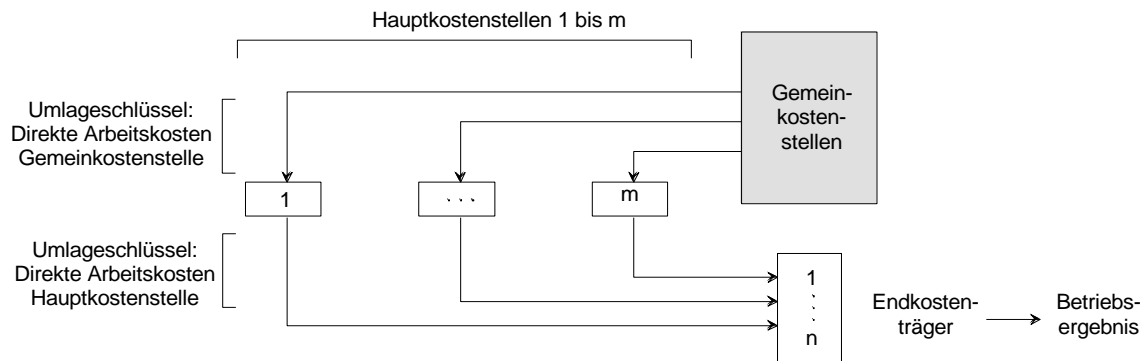 Hauptkostenstellen 1 bis m
Umlageschlüssel:
Direkte Arbeitskosten
Gemeinkostenstelle
Gemein-
kosten-
stellen
1
...
m
Umlageschlüssel:
Direkte Arbeitskosten
Hauptkostenstelle
1
.
.
.
n
Endkosten-
träger
Betriebs-
ergebnis